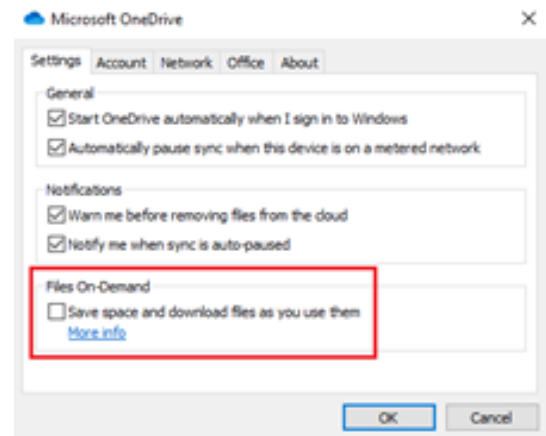 Microsoft OneDrive
Settings Account Network Office About
General
Start OneDrive automatically when I sign in to Windows
Automatically pause sync when this device is on a metered network
Notifications
Warn me before removing files from the cloud
Notify me when sync is auto-paused
Files On-Demand
Save space and download files as you use them
More info
OK Cancel